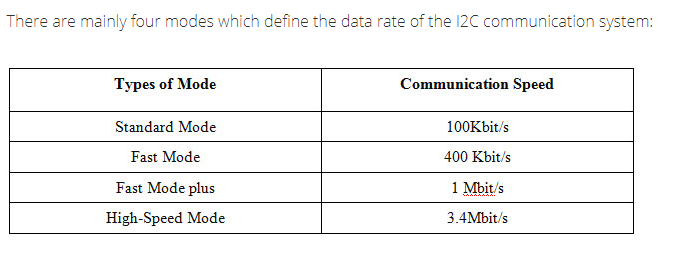 There are mainly four modes which define the data rate of the I2C communication system:
Types of Mode Communication Speed
Standard Mode 100Kbit/s
Fast Mode 400 Kbit/s
Fast Mode plus 1 Mbit/s
High-Speed Mode 3.4Mbit/s